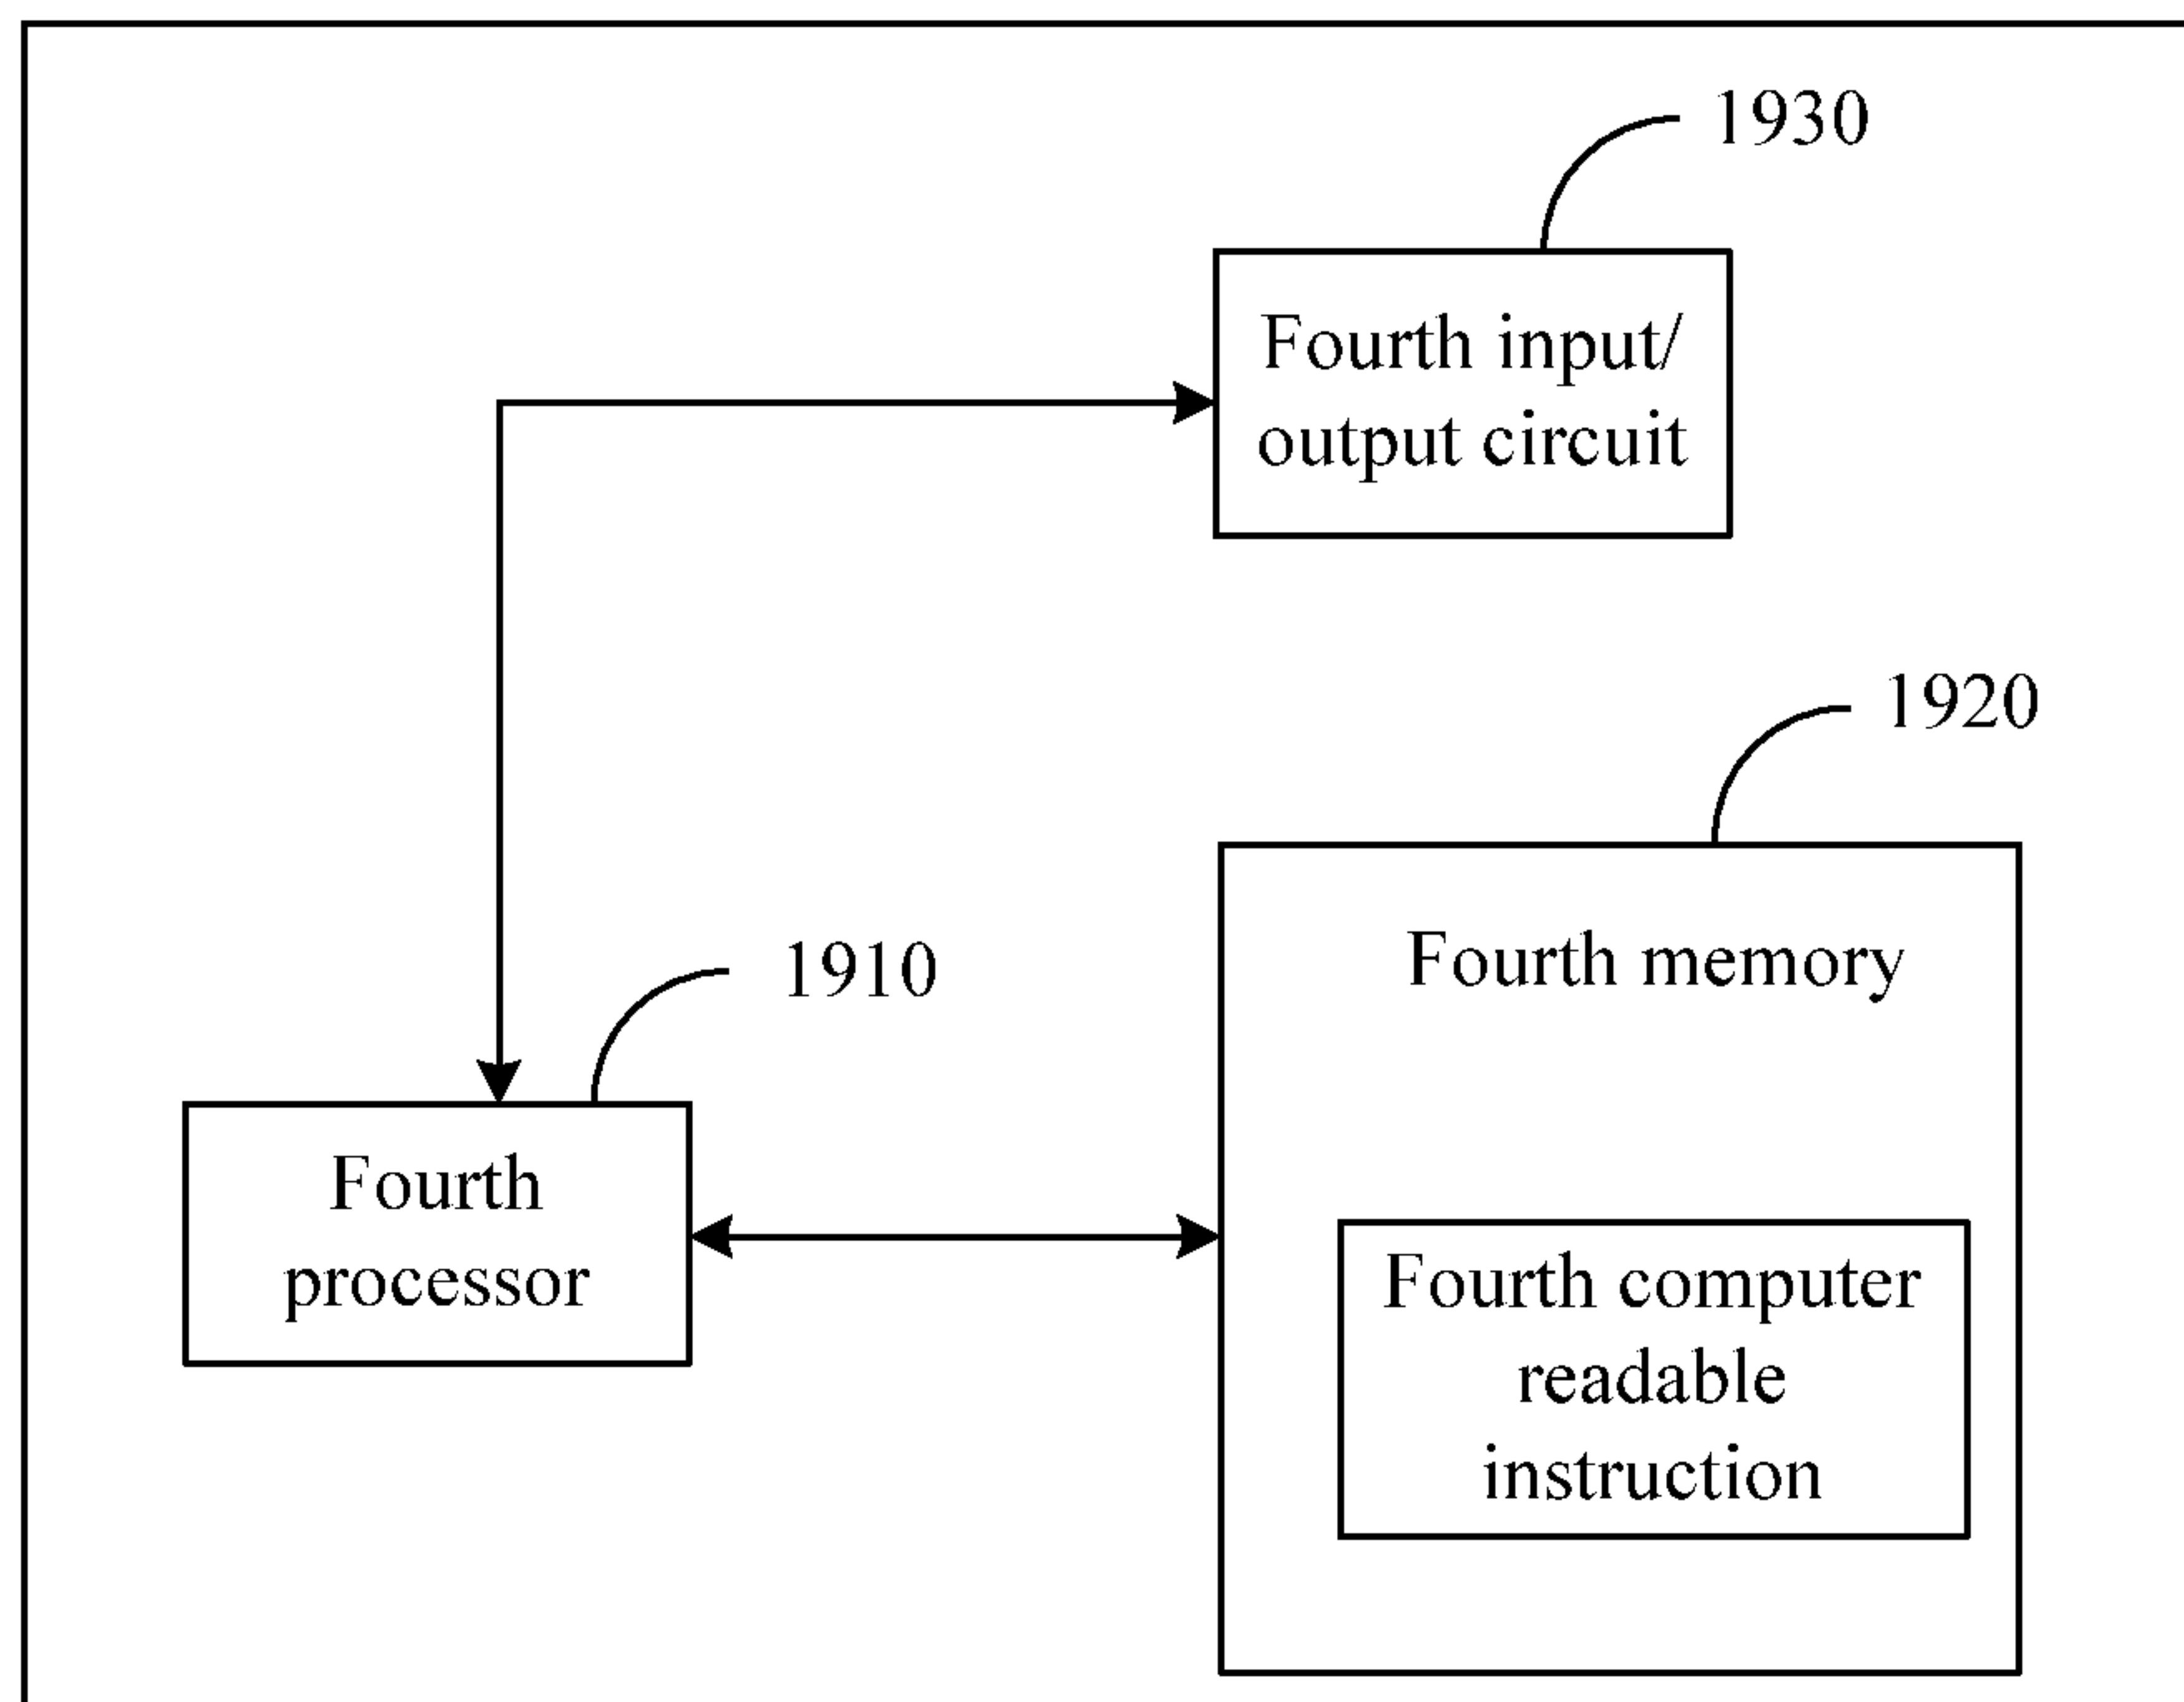 1930
Fourth input/
output circuit
1920
Fourth memory
1910
Fourth
processor
Fourth computer
readable
instruction